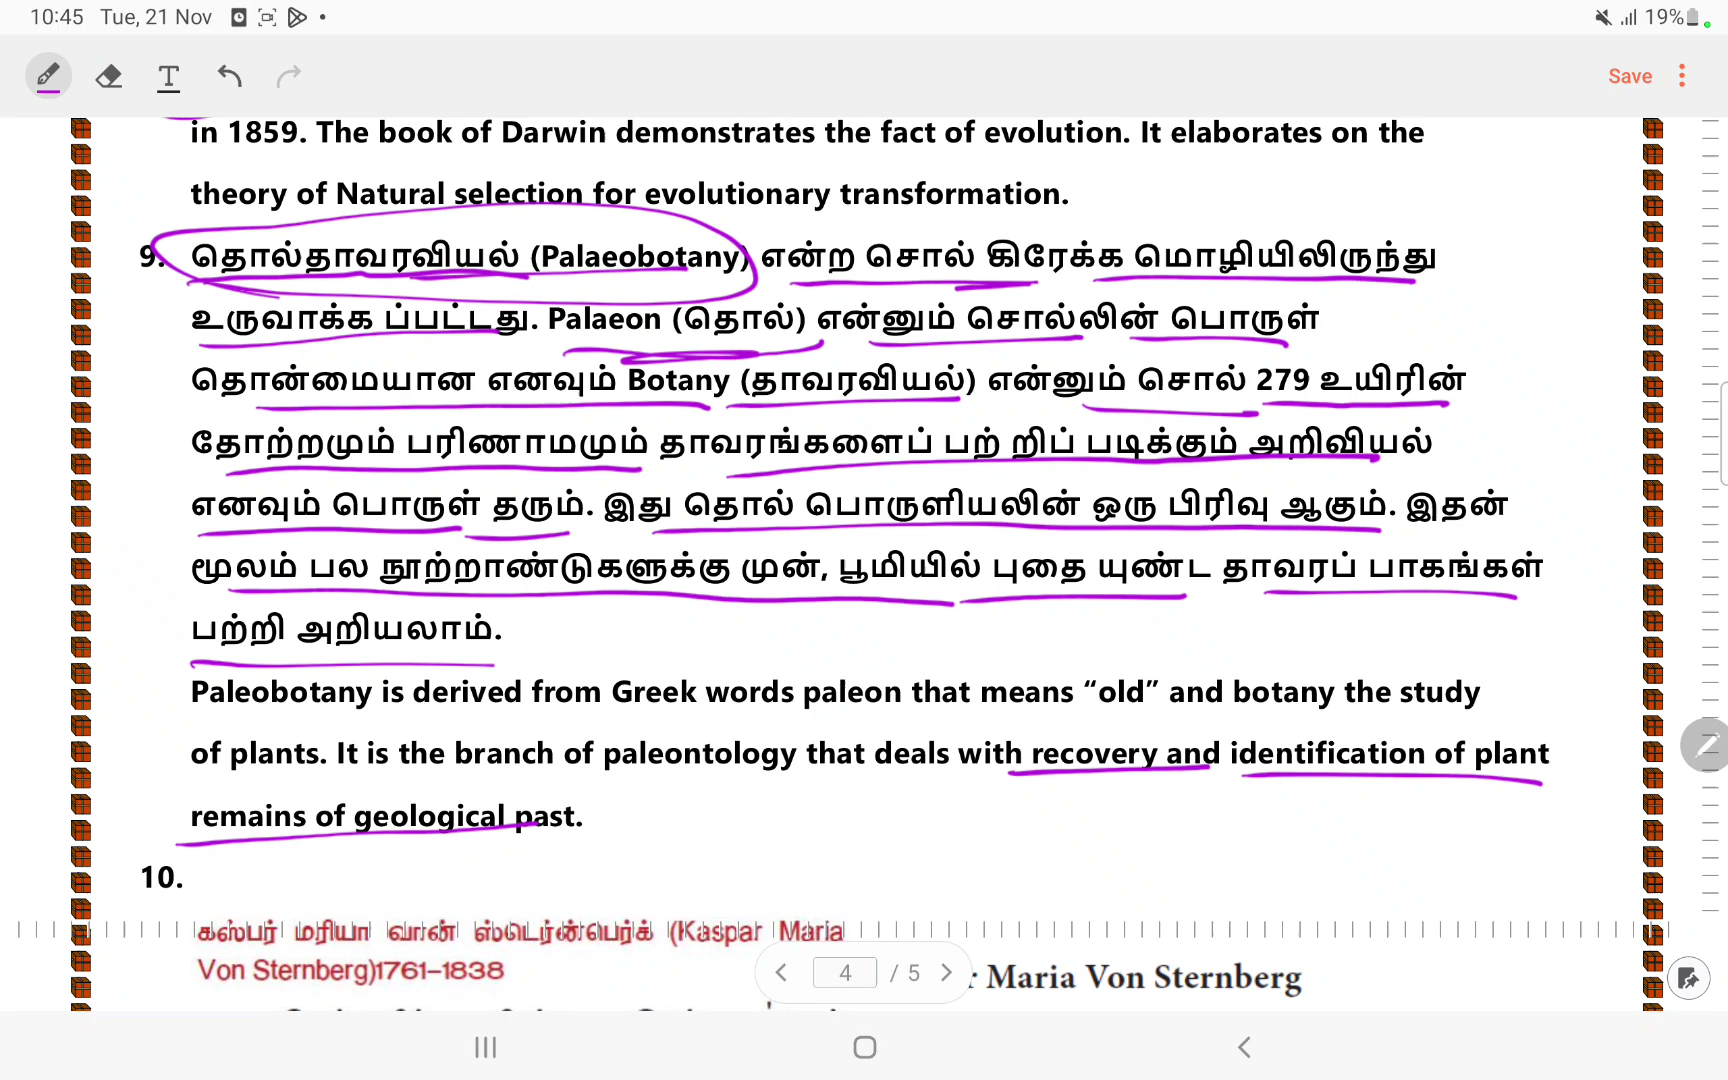 10:45 Tue, 21 Nov
19%
T
Save
in 1859. The book of Darwin demonstrates the fact of evolution. It elaborates on the
theory of Natural selection for evolutionary transformation.
9. தொல்தாவரவியல் (Palaeobotany) என்ற சொல் கிரேக்க மொழியிலிருந்து
உருவாக்க ப்பட்டது. Palaeon (தொல்) என்னும் சொல்லின் பொருள்
தொன்மையான எனவும் Botany (தாவரவியல்) என்னும் சொல் 279 உயிரின்
தோற்றமும் பரிணாமமும் தாவரங்களைப் பற் றிப் படிக்கும் அறிவியல்
எனவும் பொருள் தரும். இது தொல் பொருளியலின் ஒரு பிரிவு ஆகும். இதன்
மூலம் பல நூற்றாண்டுகளுக்கு முன், பூமியில் புதை யுண்ட தாவரப் பாகங்கள்
பற்றி அறியலாம்.
Paleobotany is derived from Greek words paleon that means “old” and botany the study
of plants. It is the branch of paleontology that deals with recovery and identification of plant
remains of geological past.
10.
கஸ்பர் மரியா வான் ஸ்டெர்ன்பெர்க் (Kaspar Maria
Von Sternberg)1761–1838
r Maria Von Sternberg
4 / 5